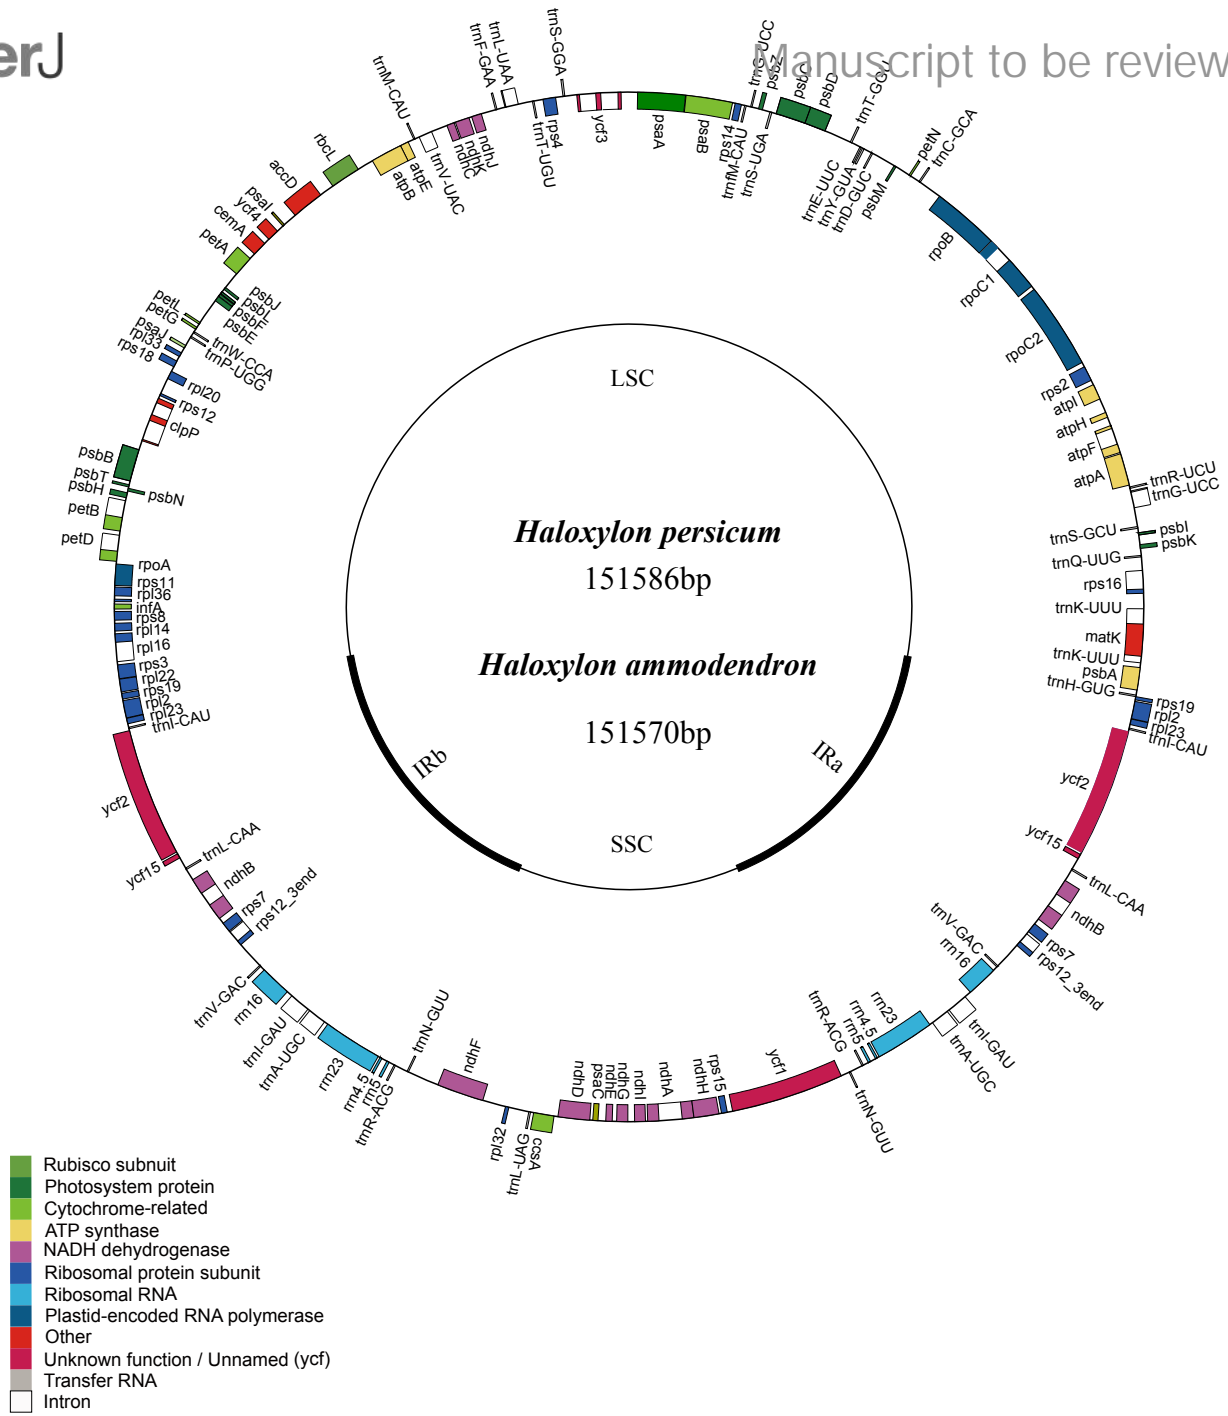 erJ
Manuscript to be review
trnS-GGA
trnL-UAA
trnF-GAA
trnM-CAU
trnG-UCC
psbZ
psbC
psbD
trnT-GGU
petN
trnC-GCA
rbcL
accD
psaI
ycf4
cemA
petA
atpB
atpE
trnV-UAC
ndhC
ndhK
ndhJ
trnT-UGU
rps4
ycf3
psaA
psaB
rps14
trnfM-CAU
trnS-UGA
trnE-UUC
trnY-GUA
trnD-GUC
psbM
rpoB
rpoC1
rpoC2
rps2
atpI
atpH
atpF
atpA
trnR-UCU
trnG-UCC
trnS-GCU
psbI
psbK
trnQ-UUG
rps16
trnK-UUU
matK
trnK-UUU
psbA
trnH-GUG
rps19
rpl2
rpl23
trnI-CAU
ycf2
ycf15
trnL-CAA
ndhB
rps7
rps12_3end
trnV-GAC
rrn16
trnI-GAU
trnA-UGC
rrn23
rrn4.5
rrn5
trnR-ACG
trnN-GUU
ycf1
rps15
ndhH
ndhA
ndhI
ndhG
ndhE
psaC
ndhD
ccsA
trnL-UAG
rpl32
ndhF
trnN-GUU
trnR-ACG
rrn5
rrn4.5
rrn23
trnA-UGC
trnI-GAU
rrn16
trnV-GAC
rps12_3end
rps7
ndhB
trnL-CAA
ycf15
ycf2
trnI-CAU
rpl23
rpl2
rps19
rpl22
rps3
rpl16
rpl14
rps8
infA
rpl36
rps11
rpoA
petD
petB
psbH
psbN
psbT
psbB
clpP
rps12
rpl20
rps18
rpl33
psaJ
trnP-UGG
trnW-CCA
petG
petL
psbE
psbF
psbL
psbJ
LSC
Haloxylon persicum
151586bp
Haloxylon ammodendron
151570bp
IRb
IRa
SSC
Rubisco subnuit
Photosystem protein
Cytochrome-related
ATP synthase
NADH dehydrogenase
Ribosomal protein subunit
Ribosomal RNA
Plastid-encoded RNA polymerase
Other
Unknown function / Unnamed (ycf)
Transfer RNA
Intron